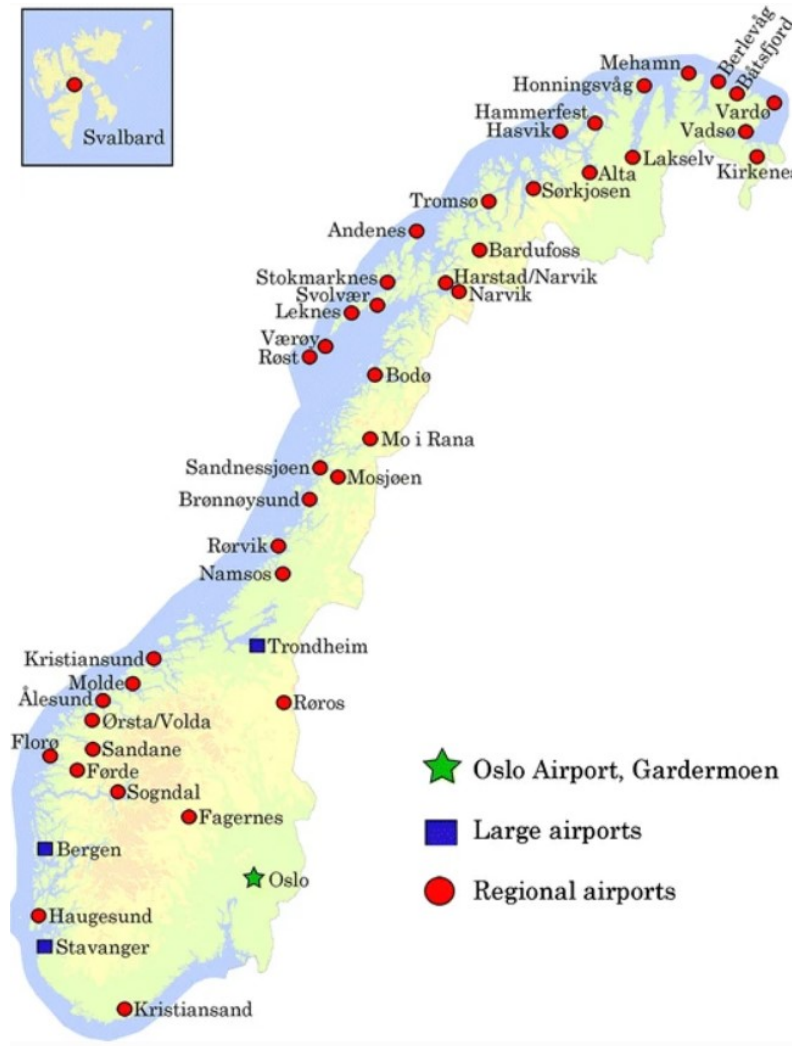 Svalbard
Mehamn
Berlevåg
Båtsfjord
Honningsvåg
Vardø
Hammerfest
Hasvik
Vadsø
Lakselv
Kirkenes
Alta
Sørkjosen
Tromsø
Andenes
Bardufoss
Stokmarknes
Harstad/Narvik
Svolvær
Narvik
Leknes
Værøy
Røst
Bodø
Mo i Rana
Sandnessjøen
Mosjøen
Brønnøysund
Rørvik
Namsos
Trondheim
Kristiansund
Molde
Ålesund
Røros
Ørsta/Volda
Florø
Sandane
Førde
Sogndal
Fagernes
Bergen
Oslo
Haugesund
Stavanger
Kristiansand
Oslo Airport, Gardermoen
Large airports
Regional airports